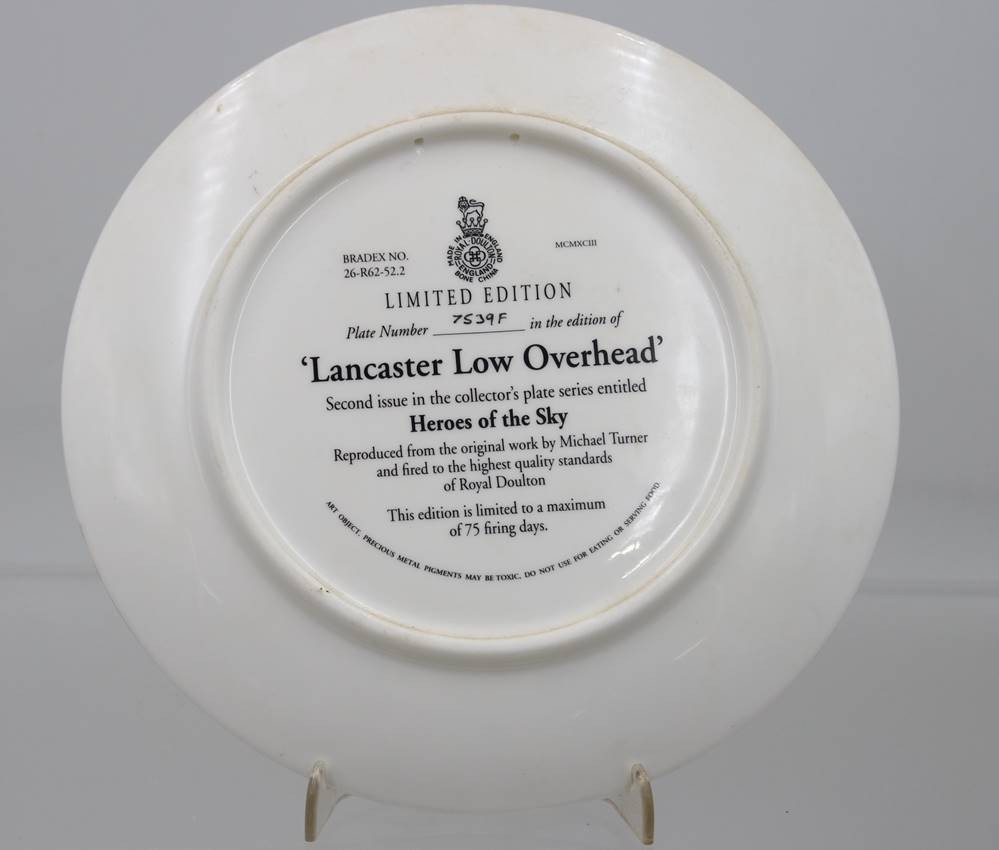 MADE IN ENGLAND
ROYAL DOULTON
ENGLAND
BONE CHINA
BRADEX NO.
26-R62-52.2
MCMXCIII
LIMITED EDITION
Plate Number 7539F in the edition of
‘Lancaster Low Overhead’
Second issue in the collector's plate series entitled
Heroes of the Sky
Reproduced from the original work by Michael Turner
and fired to the highest quality standards
of Royal Doulton
This edition is limited to a maximum
of 75 firing days.
ART OBJECT. PRECIOUS METAL PIGMENTS MAY BE TOXIC. DO NOT USE FOR EATING OR SERVING FOOD.